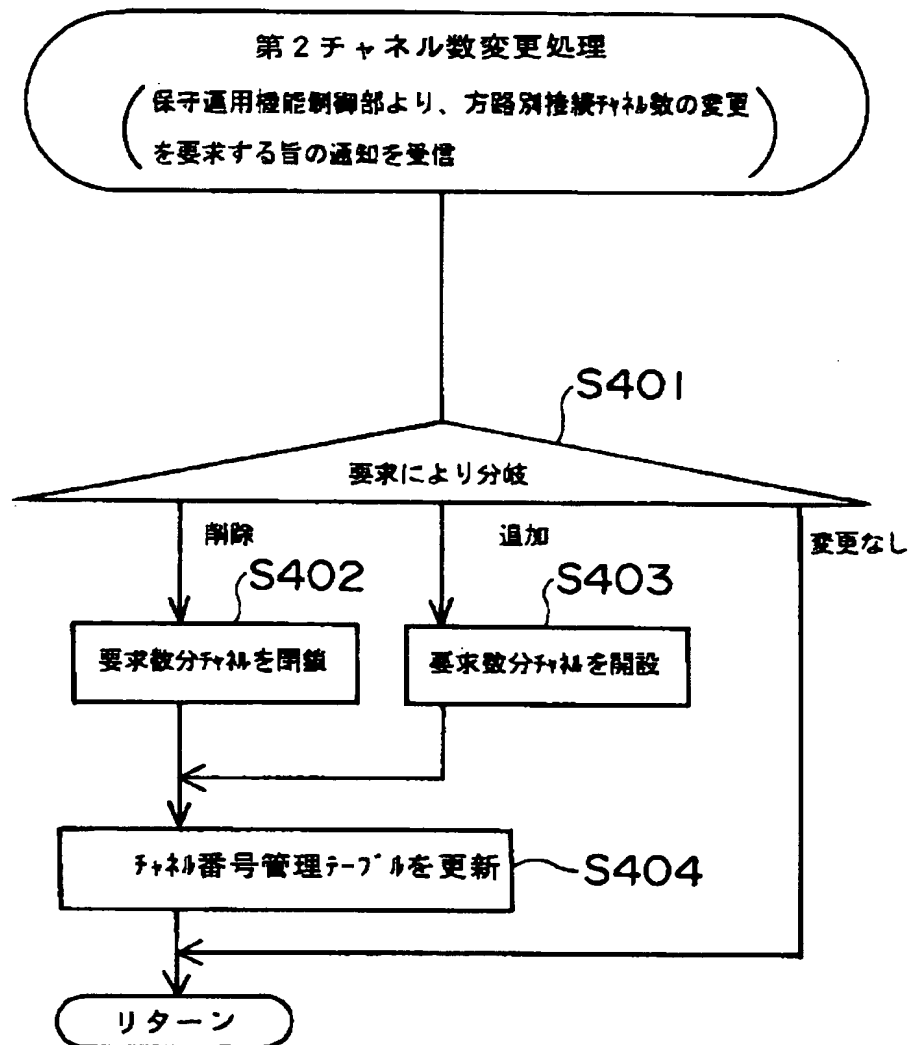 第2チャネル数変更処理
保守運用機能制御部より、方路別接続ﾁｬﾈﾙ数の変更
を要求する旨の通知を受信
S401
要求により分岐
削除
追加
変更なし
S402
S403
要求数分ﾁｬﾈﾙを閉鎖
要求数分ﾁｬﾈﾙを開設
ﾁｬﾈﾙ番号管理ﾃｰﾌﾞﾙを更新
S404
リターン